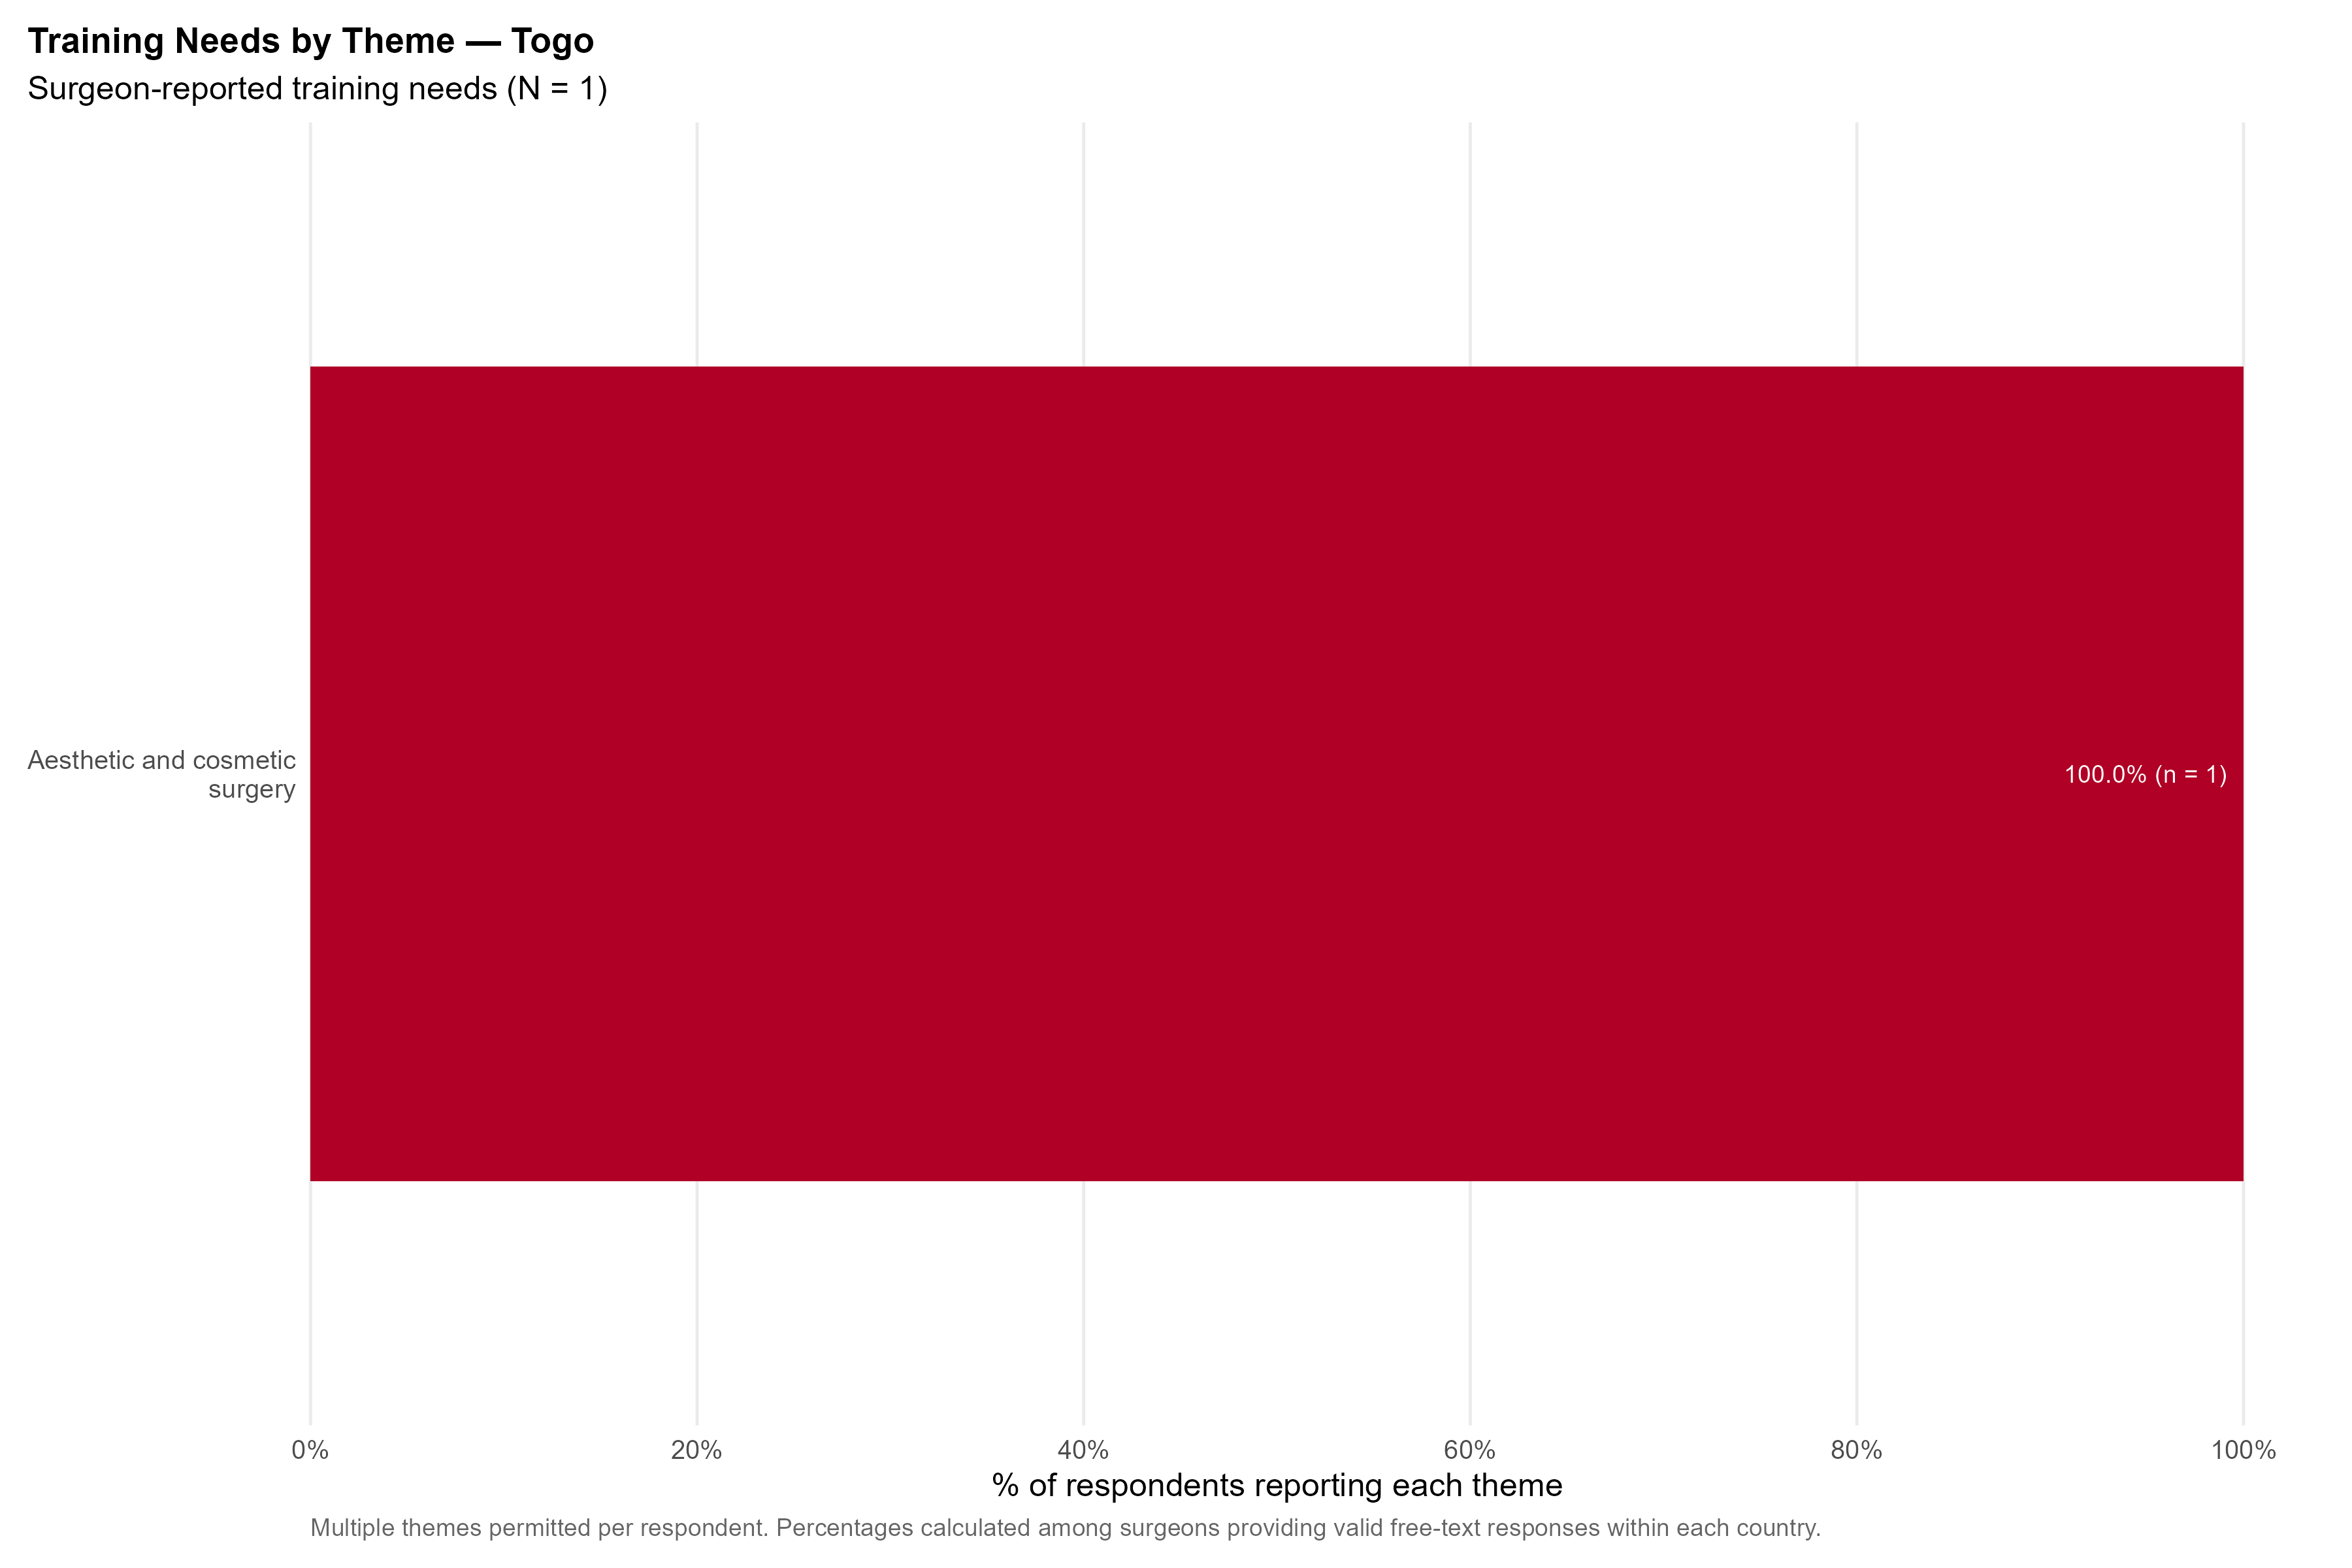 Training Needs by Theme — Togo
Surgeon-reported training needs (N = 1)
Aesthetic and cosmetic
surgery
100.0% (n = 1)
0%
20%
40%
60%
80%
100%
% of respondents reporting each theme
Multiple themes permitted per respondent. Percentages calculated among surgeons providing valid free-text responses within each country.